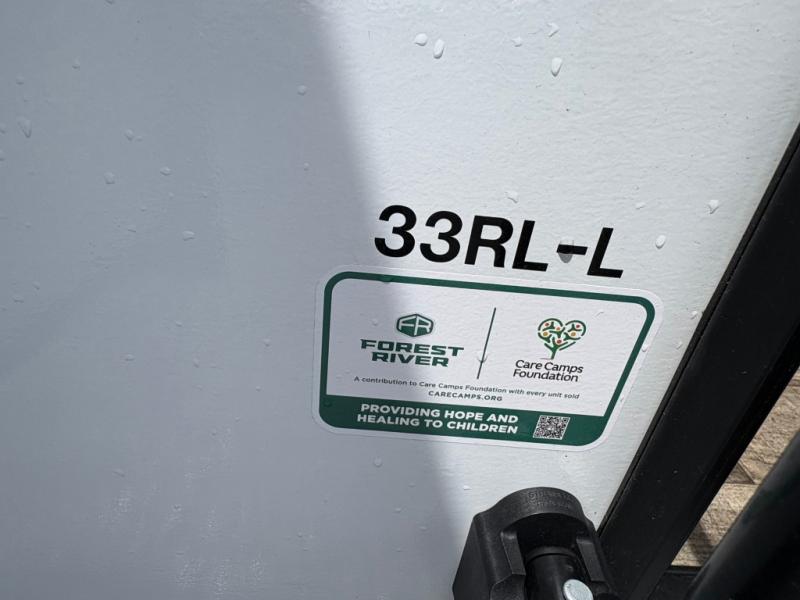 33RL-L
FR
FOREST
RIVER
Care Camps
Foundation
A contribution to Care Camps Foundation with every unit sold
CARECAMPS.ORG
PROVIDING HOPE AND
HEALING TO CHILDREN